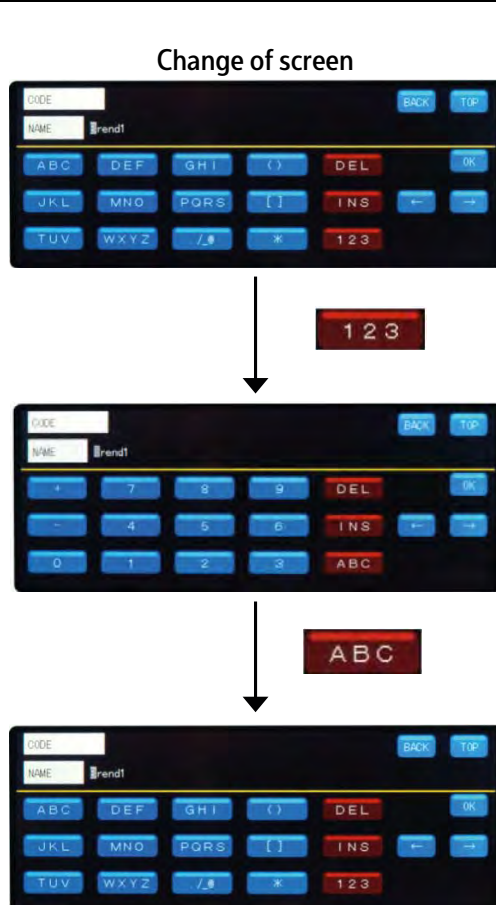 Change of screen
CODE BACK TOP
NAME rend1
ABC DEF GHI () DEL OK
JKL MNO PQRS [ ] INS ← →
TUV WXYZ ./_@ * 123
123
CODE BACK TOP
NAME rend1
+ 7 8 9 DEL OK
- 4 5 6 INS ← →
0 1 2 3 ABC
ABC
CODE BACK TOP
NAME rend1
ABC DEF GHI () DEL OK
JKL MNO PQRS [ ] INS ← →
TUV WXYZ ./_@ * 123